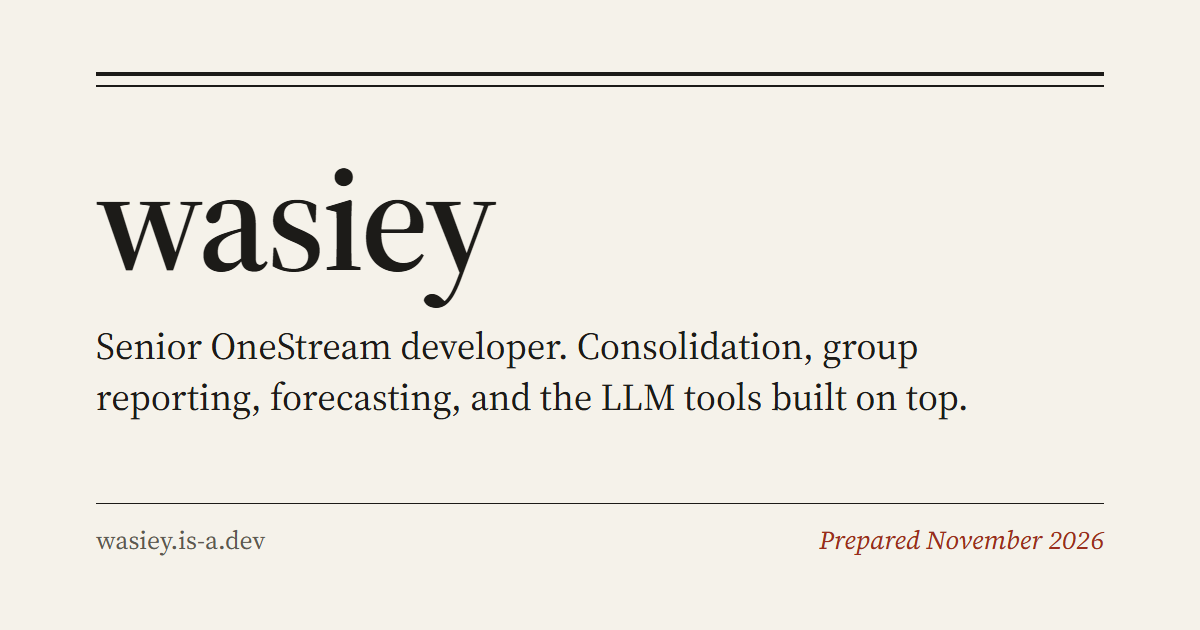 wasiey
Senior OneStream developer. Consolidation, group
reporting, forecasting, and the LLM tools built on top.
wasiey.is-a.dev
Prepared November 2026